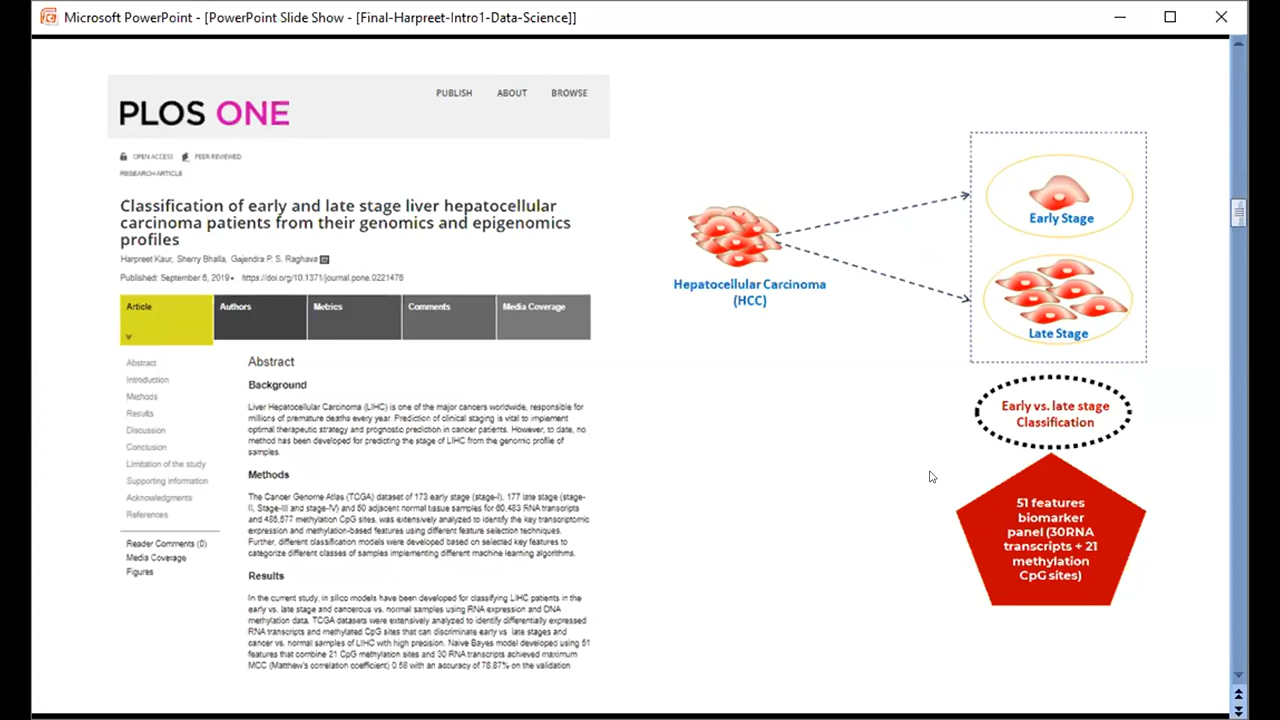 Microsoft PowerPoint - [PowerPoint Slide Show - [Final-Harpreet-Intro1-Data-Science]]
PLOS ONE
PUBLISH ABOUT BROWSE
OPEN ACCESS PEER-REVIEWED
RESEARCH ARTICLE
Classification of early and late stage liver hepatocellular
carcinoma patients from their genomics and epigenomics
profiles
Harpreet Kaur, Sherry Bhalla, Gajendra P. S. Raghava
Published: September 6, 2019 • https://doi.org/10.1371/journal.pone.0221476
Article
Authors
Metrics
Comments
Media Coverage
Abstract
Introduction
Methods
Results
Discussion
Conclusion
Limitation of the study
Supporting information
Acknowledgments
References
Reader Comments (0)
Media Coverage
Figures
Abstract
Background
Liver Hepatocellular Carcinoma (LIHC) is one of the major cancers worldwide, responsible for
millions of premature deaths every year. Prediction of clinical staging is vital to implement
optimal therapeutic strategy and prognostic prediction in cancer patients. However, to date, no
method has been developed for predicting the stage of LIHC from the genomic profile of
samples.
Methods
The Cancer Genome Atlas (TCGA) dataset of 173 early stage (stage-I), 177 late stage (stage-
II, Stage-III and stage-IV) and 50 adjacent normal tissue samples for 60,483 RNA transcripts
and 485,577 methylation CpG sites, was extensively analyzed to identify the key transcriptomic
expression and methylation-based features using different feature selection techniques.
Further, different classification models were developed based on selected key features to
categorize different classes of samples implementing different machine learning algorithms.
Results
In the current study, in silico models have been developed for classifying LIHC patients in the
early vs. late stage and cancerous vs. normal samples using RNA expression and DNA
methylation data. TCGA datasets were extensively analyzed to identify differentially expressed
RNA transcripts and methylated CpG sites that can discriminate early vs late stages and
cancer vs. normal samples of LIHC with high precision. Naive Bayes model developed using 51
features that combine 21 CpG methylation sites and 30 RNA transcripts achieved maximum
MCC (Matthew's correlation coefficient) 0.58 with an accuracy of 78.87% on the validation
Hepatocellular Carcinoma
(HCC)
Early Stage
Late Stage
Early vs. late stage
Classification
51 features
biomarker
panel (30RNA
transcripts + 21
methylation
CpG sites)